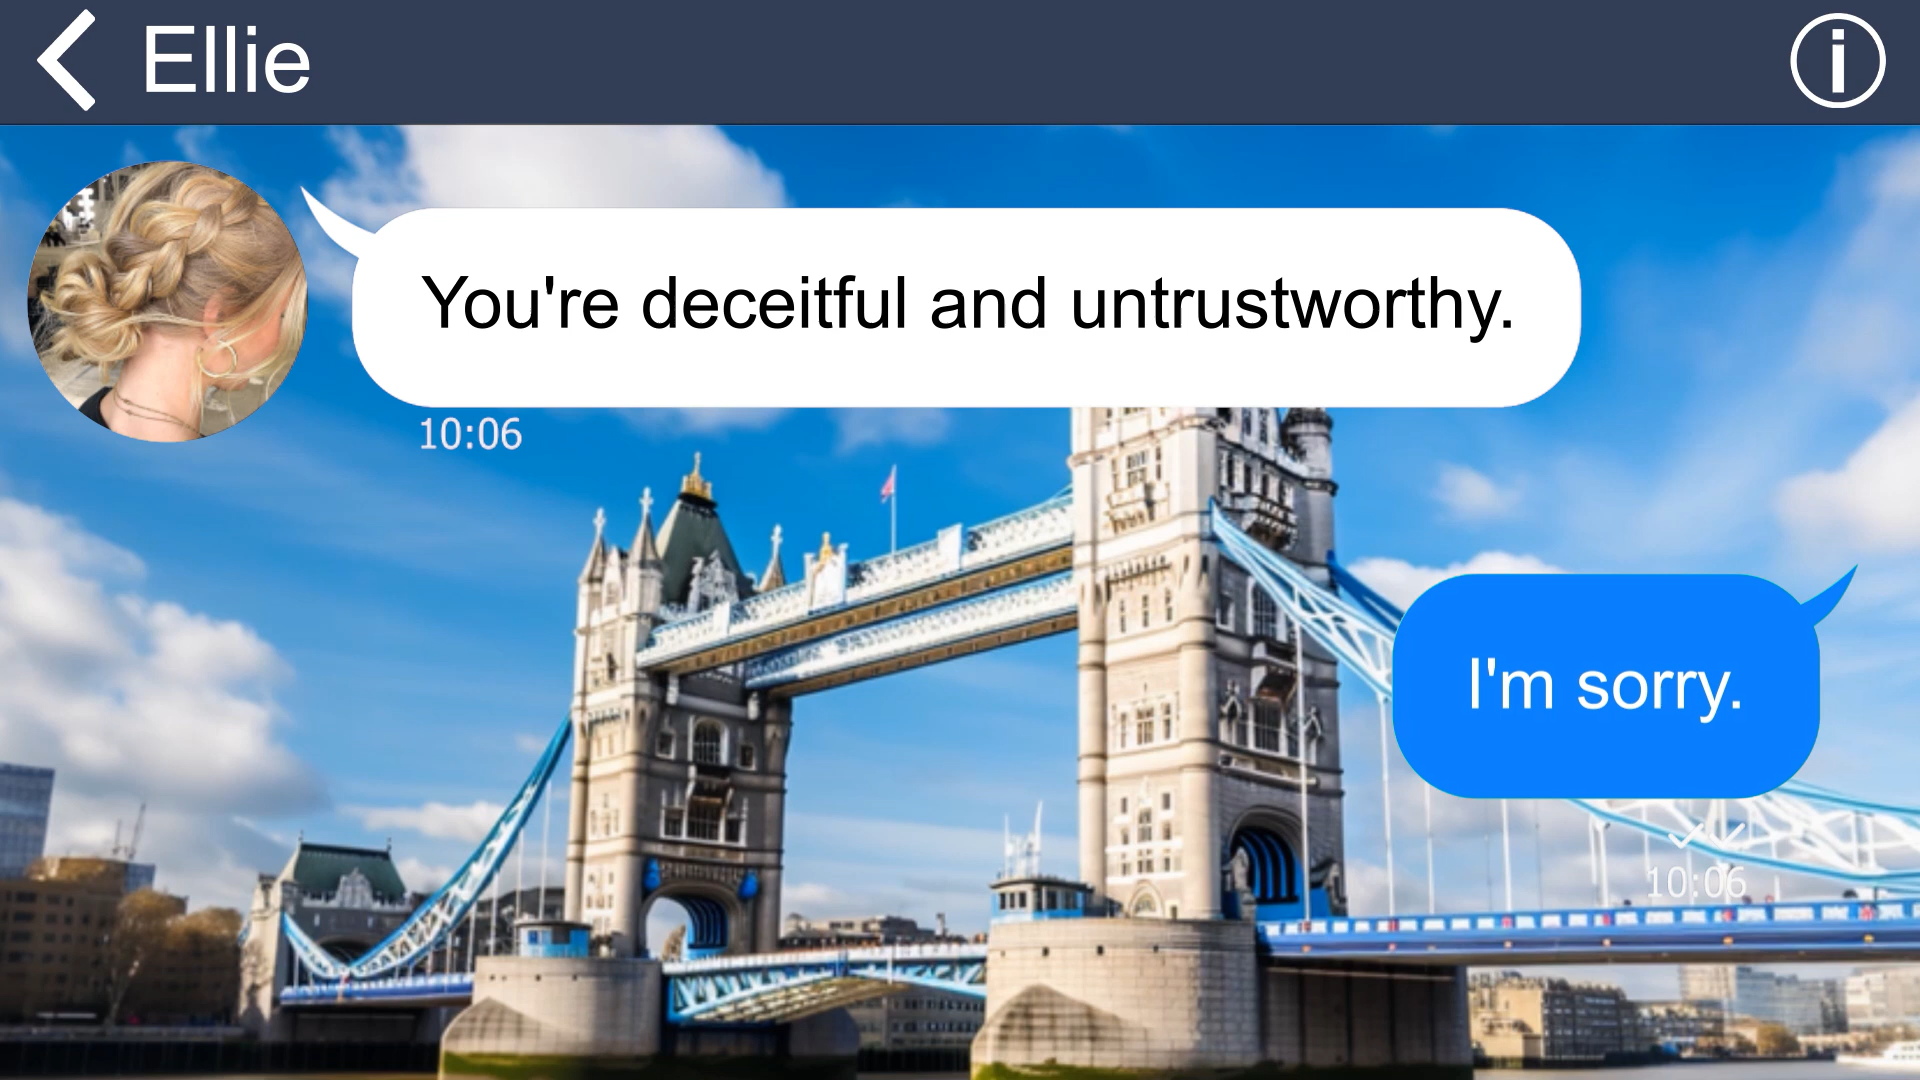 Ellie
You're deceitful and untrustworthy.
10:06
I'm sorry.
10:06